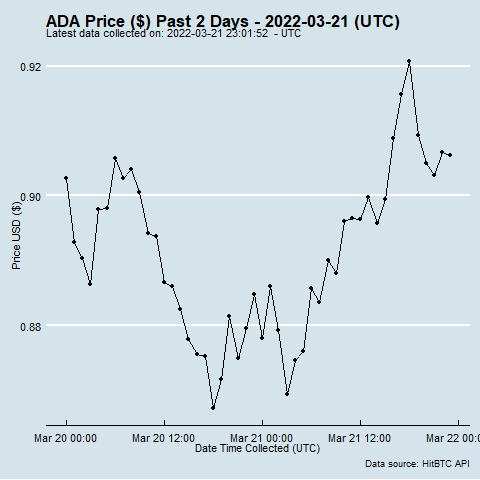 ADA Price ($) Past 2 Days - 2022-03-21 (UTC)
Latest data collected on: 2022-03-21 23:01:52 - UTC
0.92
0.90
0.88
Price USD ($)
Mar 20 00:00 Mar 20 12:00 Mar 21 00:00 Mar 21 12:00 Mar 22 00:0
Date Time Collected (UTC)
Data source: HitBTC API